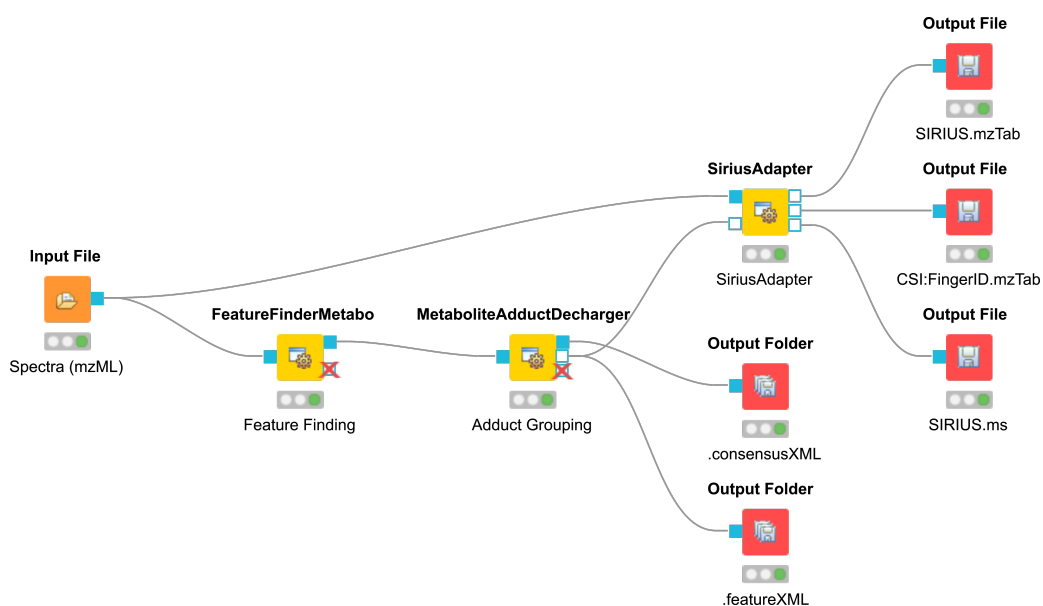 Output File
SIRIUS.mzTab
SiriusAdapter
Output File
SiriusAdapter
CSI:FingerID.mzTab
Input File
Spectra (mzML)
FeatureFinderMetabo
MetaboliteAdductDecharger
Output File
Feature Finding
Adduct Grouping
SIRIUS.ms
Output Folder
.consensusXML
Output Folder
.featureXML